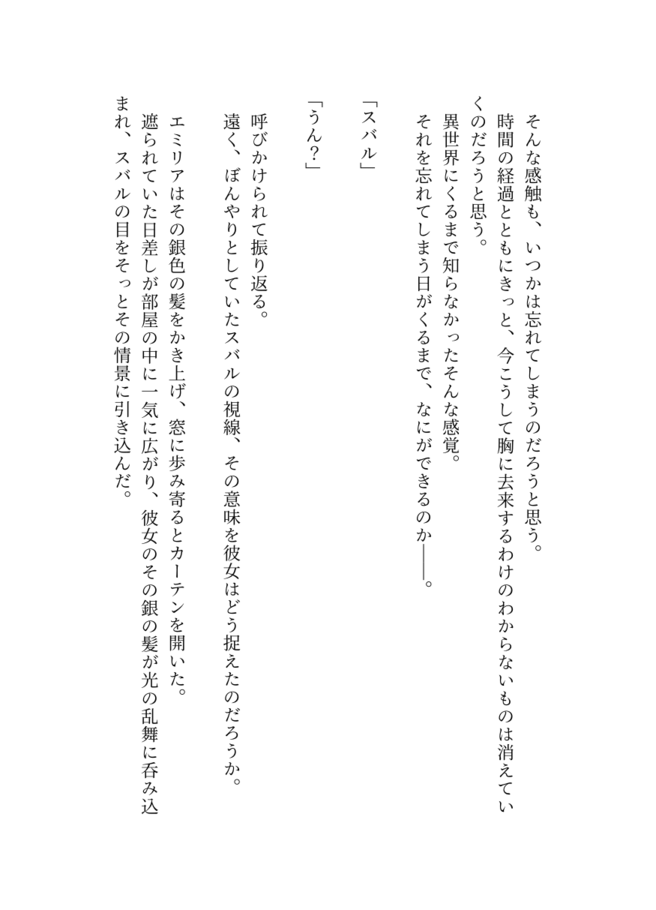 そんな感触も、いつかは忘れてしまうのだろうと思う。
時間の経過とともにきっと、今こうして胸に去来するわけのわからないものは消えてい
くのだろうと思う。
異世界にくるまで知らなかったそんな感覚。
それを忘れてしまう日がくるまで、なにができるのか――。
「スバル」
「うん？」
呼びかけられて振り返る。
遠く、ぼんやりとしていたスバルの視線、その意味を彼女はどう捉えたのだろうか。
エミリアはその銀色の髪をかき上げ、窓に歩み寄るとカーテンを開いた。
遮られていた日差しが部屋の中に一気に広がり、彼女のその銀の髪が光の乱舞に呑み込
まれ、スバルの目をそっとその情景に引き込んだ。